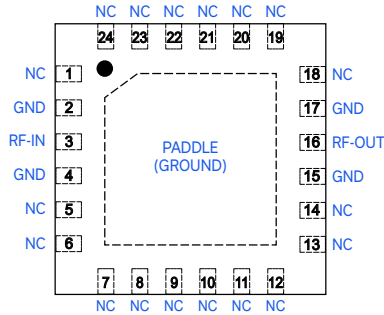 NC NC NC NC NC NC
24 23 22 21 20 19
NC 1 18 NC
GND 2 17 GND
RF-IN 3 16 RF-OUT
GND 4 15 GND
NC 5 14 NC
NC 6 13 NC
PADDLE
(GROUND)
7 8 9 10 11 12
NC NC NC NC NC NC